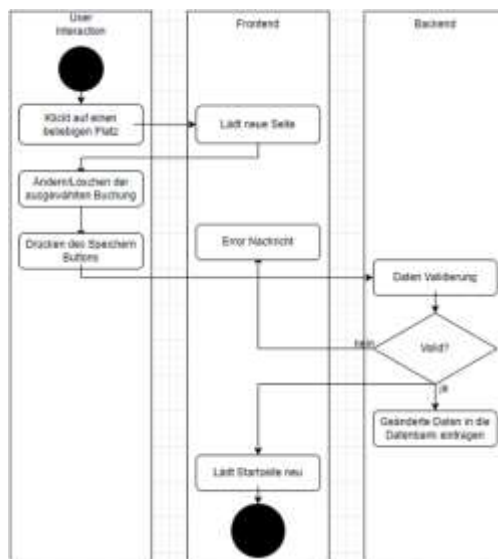 User
Interaction
Frontend
Backend
Klickt auf einen
beliebigen Platz
Lädt neue Seite
Ändern/Löschen der
ausgewählten Buchung
Drücken des Speichern
Buttons
Error Nachricht
Daten Validierung
nein
Valid?
ja
Geänderte Daten in die
Datenbank eintragen
Lädt Startseite neu